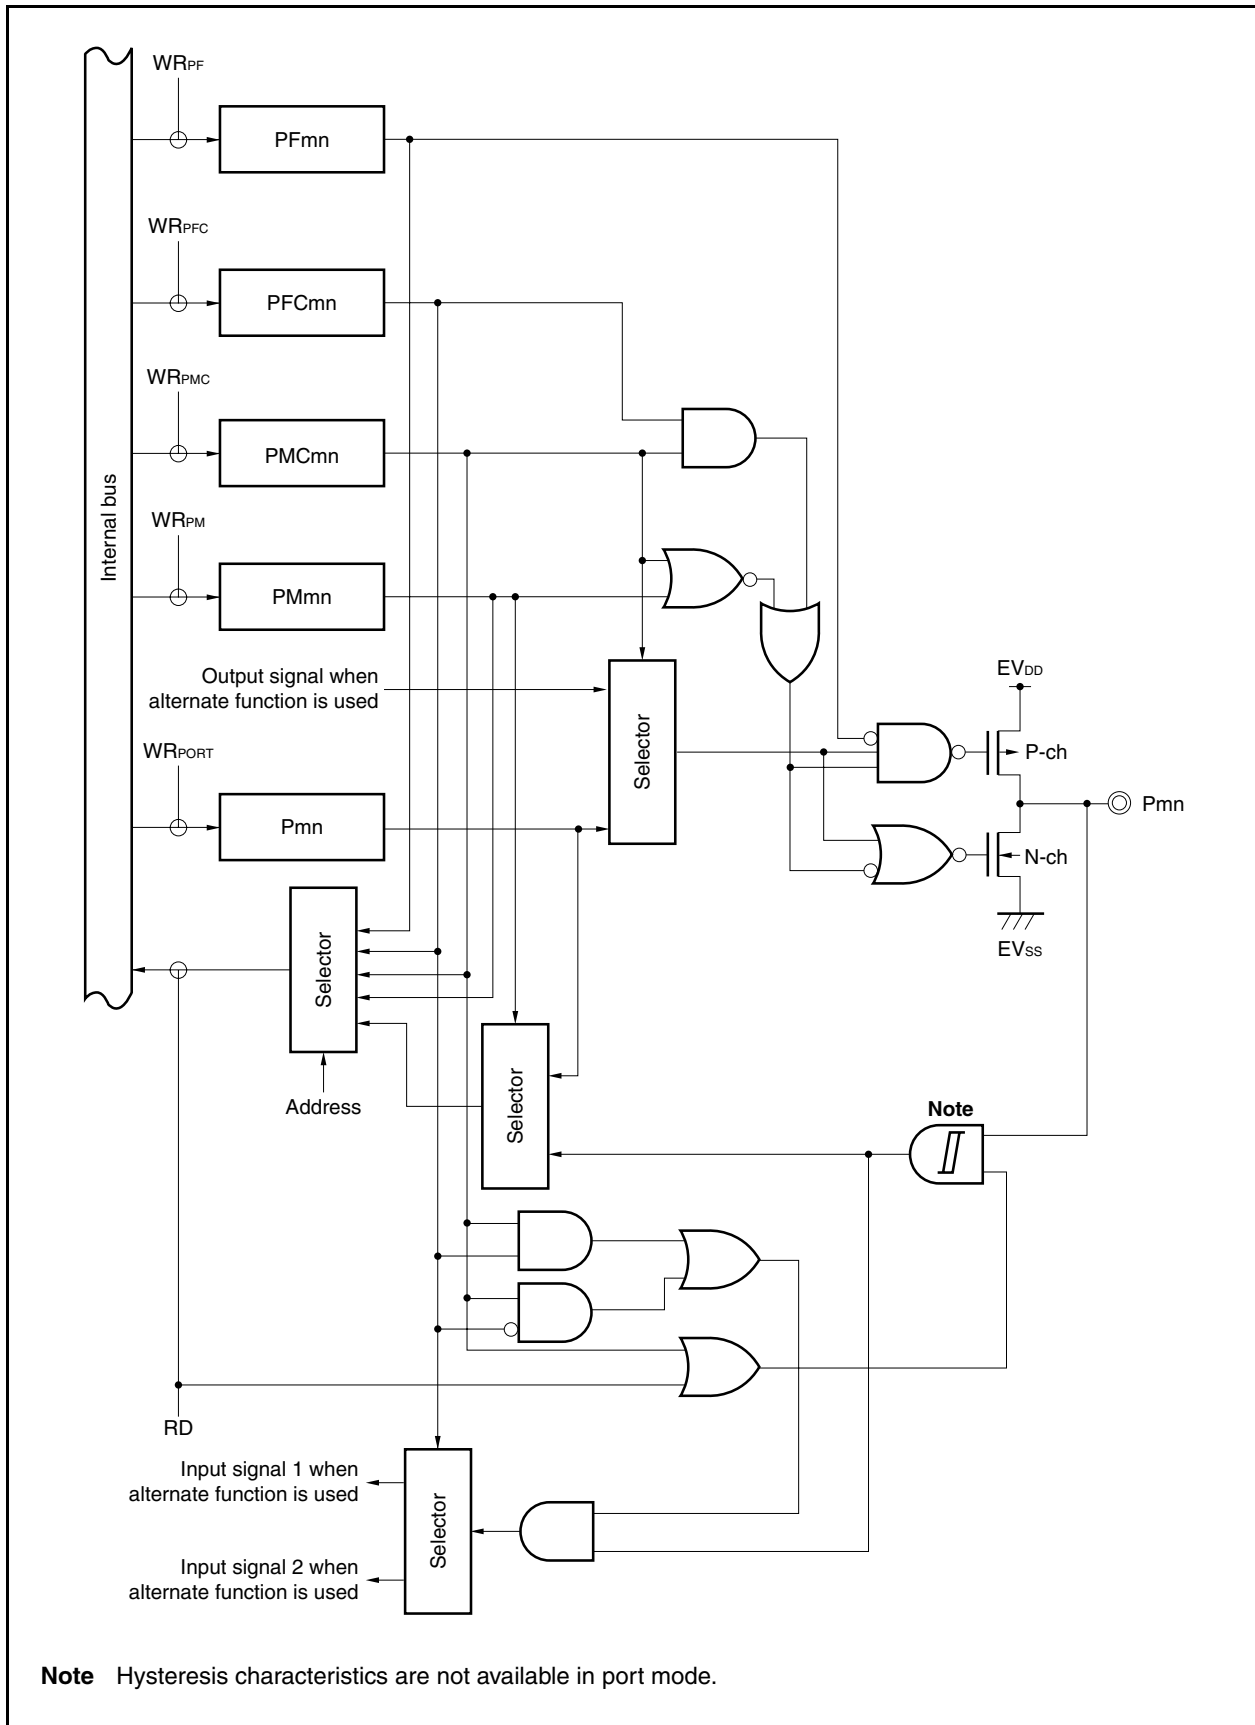 WRPF
PFmn
WRPFC
PFCmn
WRPMC
PMCmn
Internal bus
WRPM
PMmn
Output signal when
alternate function is used
Selector
EVDD
P-ch
WRPORT
Pmn
Pmn
N-ch
EVSS
Selector
Address
Selector
Note
RD
Input signal 1 when
alternate function is used
Selector
Input signal 2 when
alternate function is used
Note Hysteresis characteristics are not available in port mode.